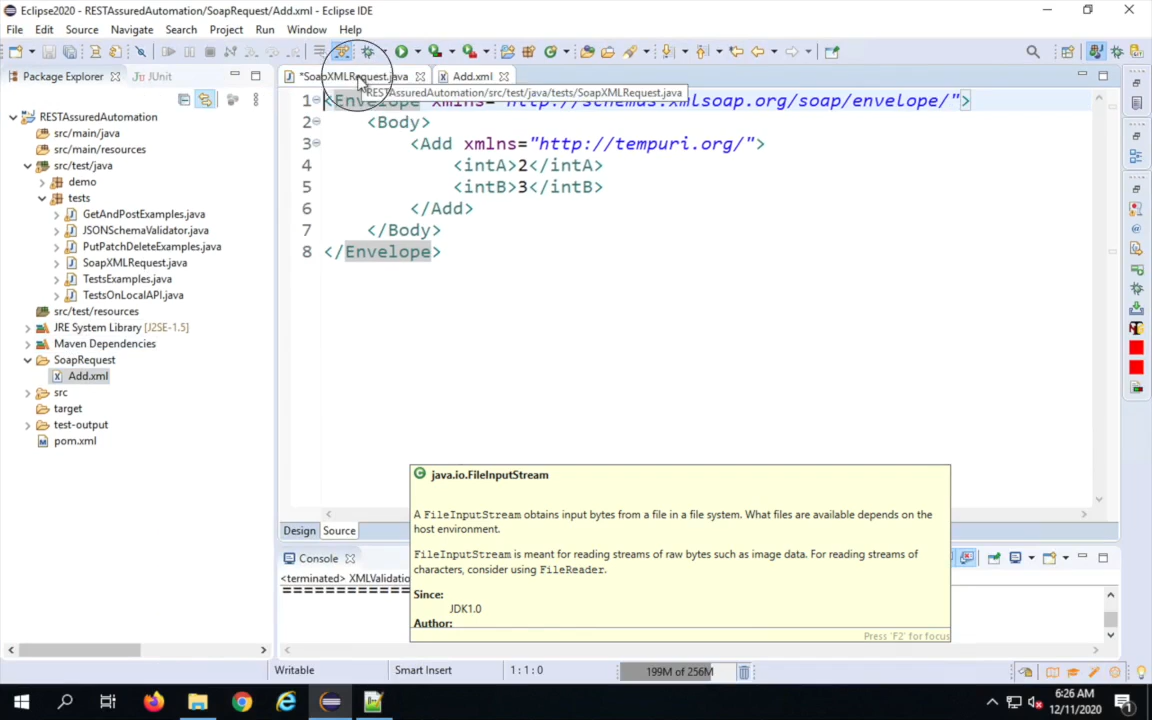 Eclipse2020 - RESTAssuredAutomation/SoapRequest/Add.xml - Eclipse IDE
File Edit Source Navigate Search Project Run Window Help
Package Explorer JUnit
RESTAssuredAutomation
src/main/java
src/main/resources
src/test/java
demo
tests
GetAndPostExamples.java
JSONSchemaValidator.java
PutPatchDeleteExamples.java
SoapXMLRequest.java
TestsExamples.java
TestsOnLocalAPI.java
src/test/resources
JRE System Library [J2SE-1.5]
Maven Dependencies
SoapRequest
Add.xml
src
target
test-output
pom.xml
*SoapXMLRequest.java Add.xml
RESTAssuredAutomation/src/test/java/tests/SoapXMLRequest.java
1 <Envelope xmlns="http://schemas.xmlsoap.org/soap/envelope/">
2 <Body>
3 <Add xmlns="http://tempuri.org/">
4 <intA>2</intA>
5 <intB>3</intB>
6 </Add>
7 </Body>
8 </Envelope>
java.io.FileInputStream
A FileInputStream obtains input bytes from a file in a file system. What files are available depends on the
host environment.
FileInputStream is meant for reading streams of raw bytes such as image data. For reading streams of
characters, consider using FileReader.
Since:
JDK1.0
Author:
Press 'F2' for focus
Design Source
Console
<terminated> XMLValidatio
====================
Writable Smart Insert 1 : 1 : 0 199M of 256M
6:26 AM
12/11/2020
1